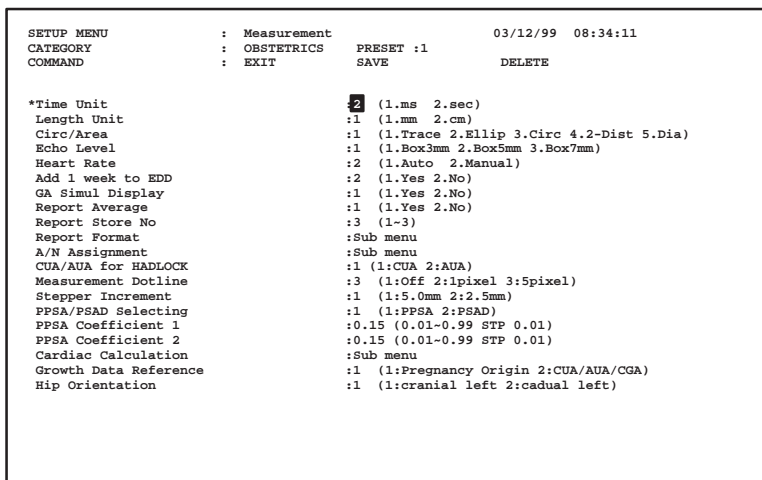 SETUP MENU : Measurement 03/12/99 08:34:11
CATEGORY : OBSTETRICS PRESET :1
COMMAND : EXIT SAVE DELETE
*Time Unit :2 (1.ms 2.sec)
Length Unit :1 (1.mm 2.cm)
Circ/Area :1 (1.Trace 2.Ellip 3.Circ 4.2-Dist 5.Dia)
Echo Level :1 (1.Box3mm 2.Box5mm 3.Box7mm)
Heart Rate :2 (1.Auto 2.Manual)
Add 1 week to EDD :2 (1.Yes 2.No)
GA Simul Display :1 (1.Yes 2.No)
Report Average :1 (1.Yes 2.No)
Report Store No :3 (1~3)
Report Format :Sub menu
A/N Assignment :Sub menu
CUA/AUA for HADLOCK :1 (1:CUA 2:AUA)
Measurement Dotline :3 (1:Off 2:1pixel 3:5pixel)
Stepper Increment :1 (1:5.0mm 2:2.5mm)
PPSA/PSAD Selecting :1 (1:PPSA 2:PSAD)
PPSA Coefficient 1 :0.15 (0.01~0.99 STP 0.01)
PPSA Coefficient 2 :0.15 (0.01~0.99 STP 0.01)
Cardiac Calculation :Sub menu
Growth Data Reference :1 (1:Pregnancy Origin 2:CUA/AUA/CGA)
Hip Orientation :1 (1:cranial left 2:cadual left)